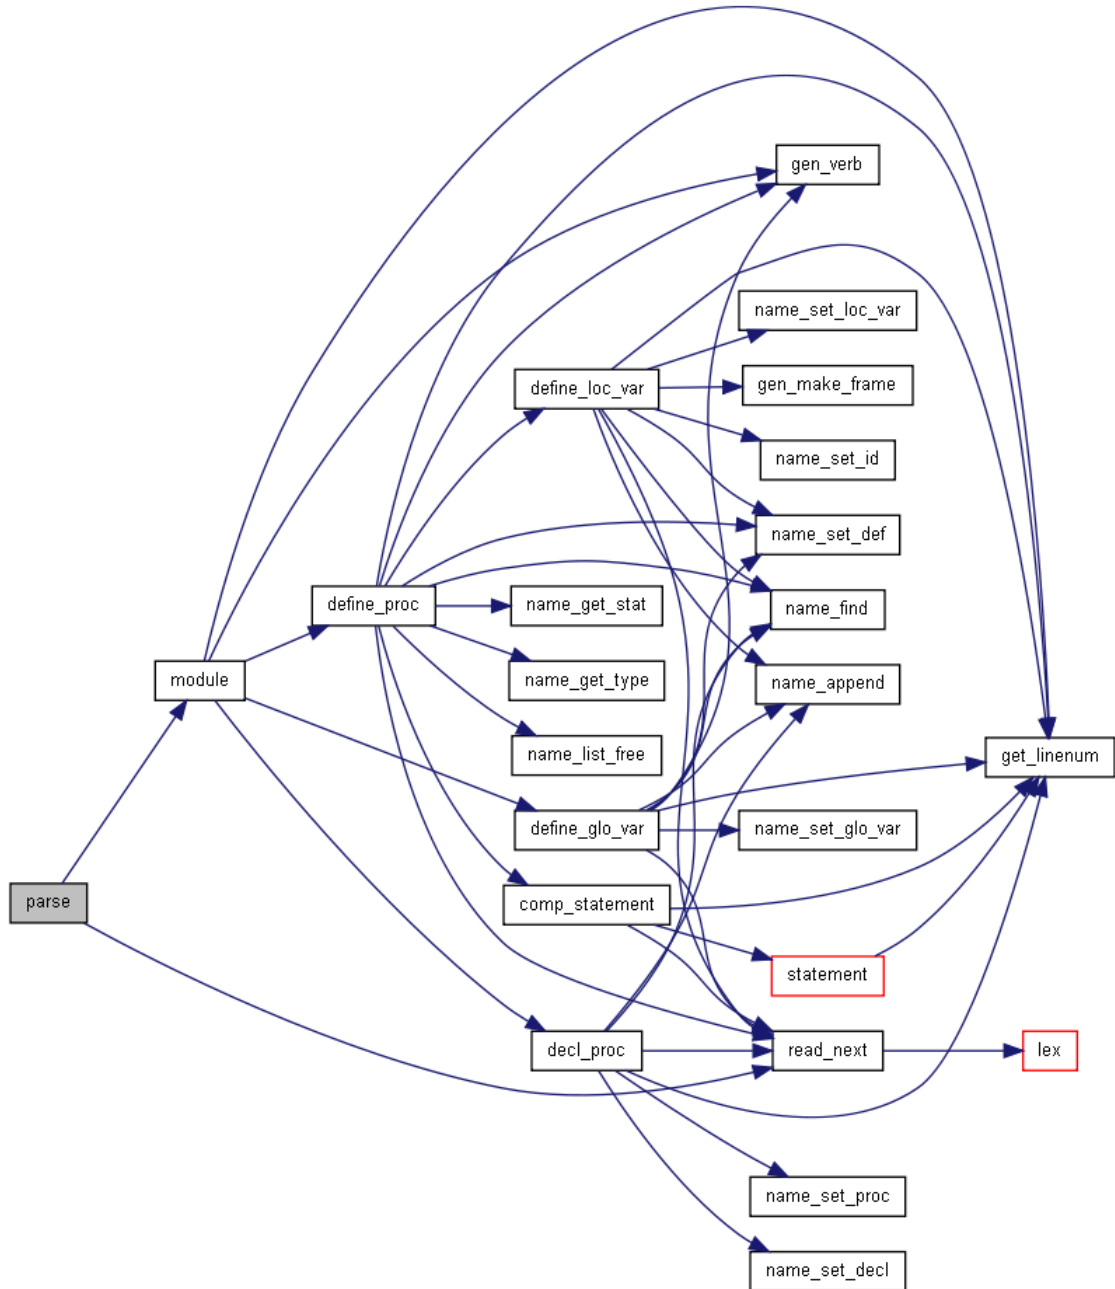 gen_verb
name_set_loc_var
define_loc_var
gen_make_frame
name_set_id
name_set_def
define_proc
name_get_stat
name_find
module
name_get_type
name_append
name_list_free
get_linenum
define_glo_var
name_set_glo_var
parse
comp_statement
statement
decl_proc
read_next
lex
name_set_proc
name_set_decl